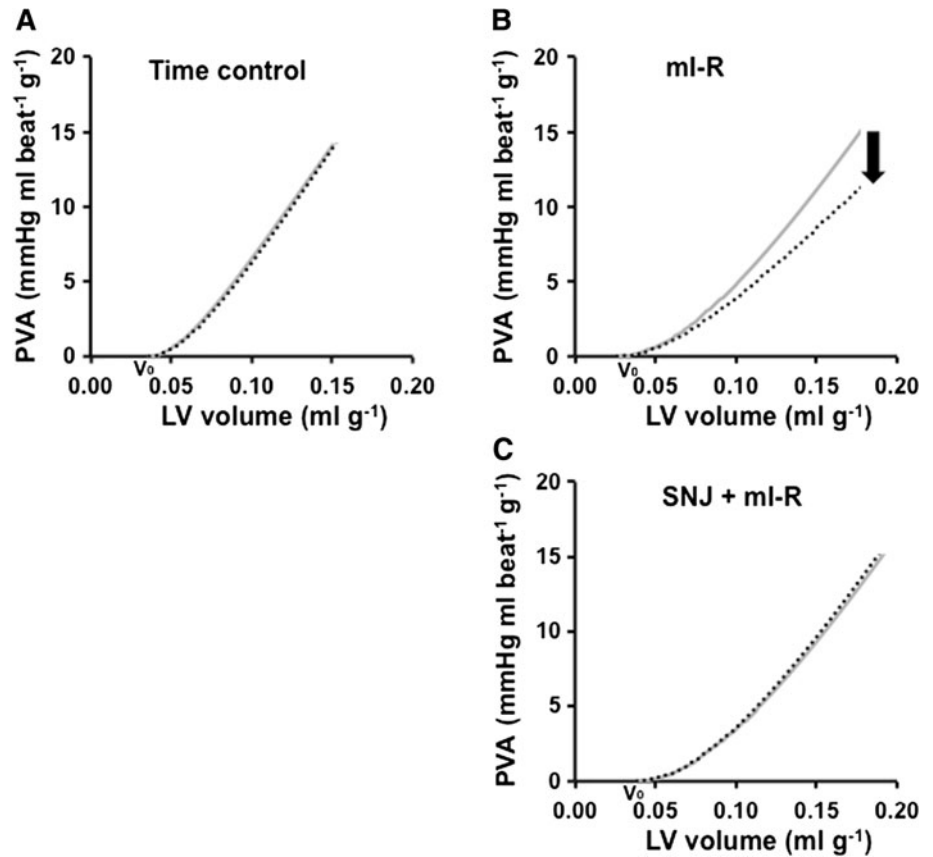 A
Time control
PVA (mmHg ml beat⁻¹ g⁻¹)
20
15
10
5
0
V₀
0.00 0.05 0.10 0.15 0.20
LV volume (ml g⁻¹)
B
mI-R
PVA (mmHg ml beat⁻¹ g⁻¹)
20
15
10
5
0
V₀
0.00 0.05 0.10 0.15 0.20
LV volume (ml g⁻¹)
C
SNJ + mI-R
PVA (mmHg ml beat⁻¹ g⁻¹)
20
15
10
5
0
V₀
0.00 0.05 0.10 0.15 0.20
LV volume (ml g⁻¹)